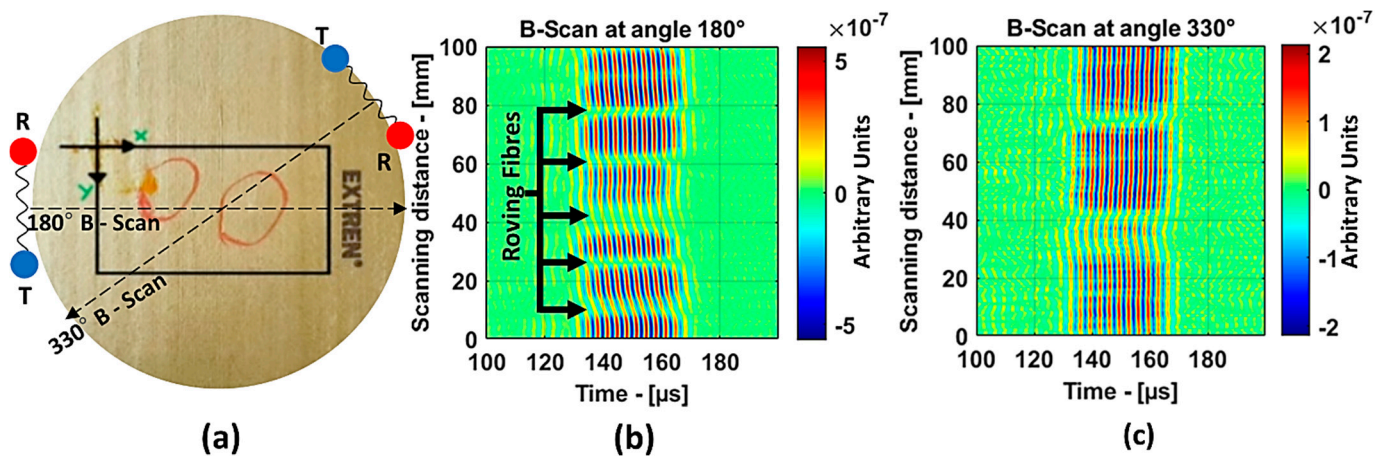 T
R
R
x
y
EXTREN®
180° B - Scan
330° B - Scan
T
(a)
B-Scan at angle 180°
×10⁻⁷
Scanning distance - [mm]
100
80
60
40
20
0
Roving Fibres
100 120 140 160 180
Time - [µs]
5
0
-5
Arbitrary Units
(b)
B-Scan at angle 330°
×10⁻⁷
Scanning distance - [mm]
100
80
60
40
20
0
100 120 140 160 180
Time - [µs]
2
1
0
-1
-2
Arbitrary Units
(c)